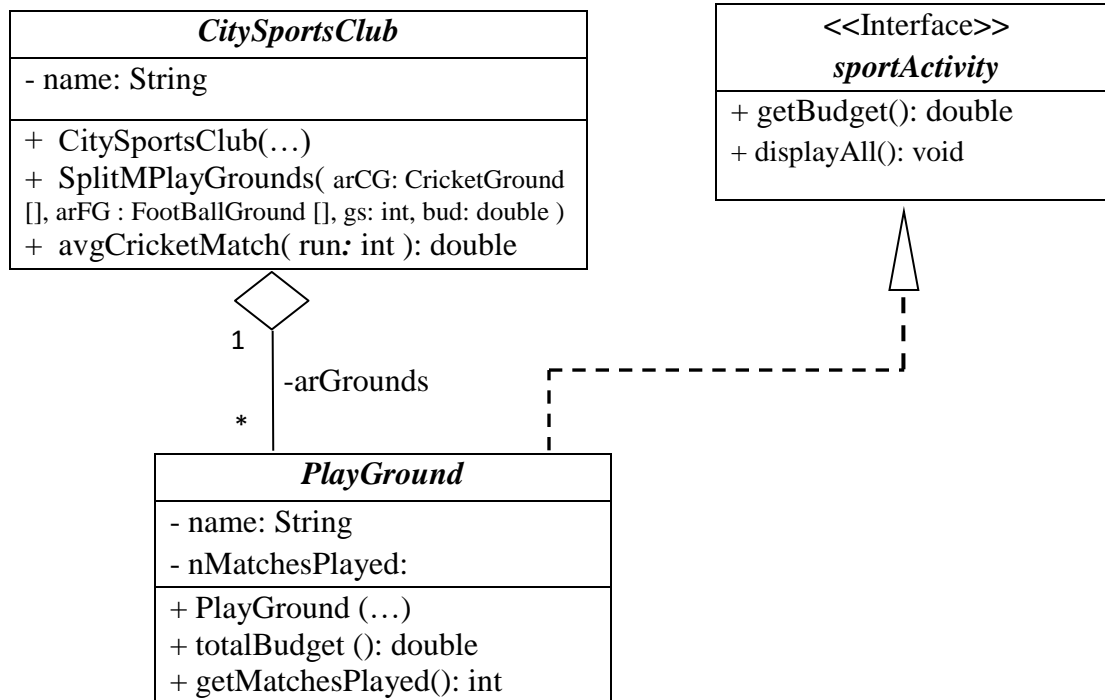 CitySportsClub
- name: String
+ CitySportsClub(…)
+ SplitMPlayGrounds( arCG: CricketGround
[], arFG : FootBallGround [], gs: int, bud: double )
+ avgCricketMatch( run: int ): double
<<Interface>>
sportActivity
+ getBudget(): double
+ displayAll(): void
1
-arGrounds
*
PlayGround
- name: String
- nMatchesPlayed:
+ PlayGround (…)
+ totalBudget (): double
+ getMatchesPlayed(): int